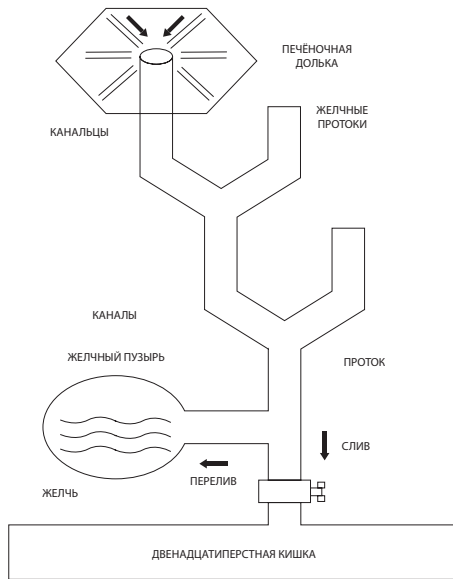 ПЕЧЁНОЧНАЯ
ДОЛЬКА
ЖЕЛЧНЫЕ
ПРОТОКИ
КАНАЛЬЦЫ
КАНАЛЫ
ЖЕЛЧНЫЙ ПУЗЫРЬ
ПРОТОК
СЛИВ
ПЕРЕЛИВ
ЖЕЛЧЬ
ДВЕНАДЦАТИПЕРСТНАЯ КИШКА